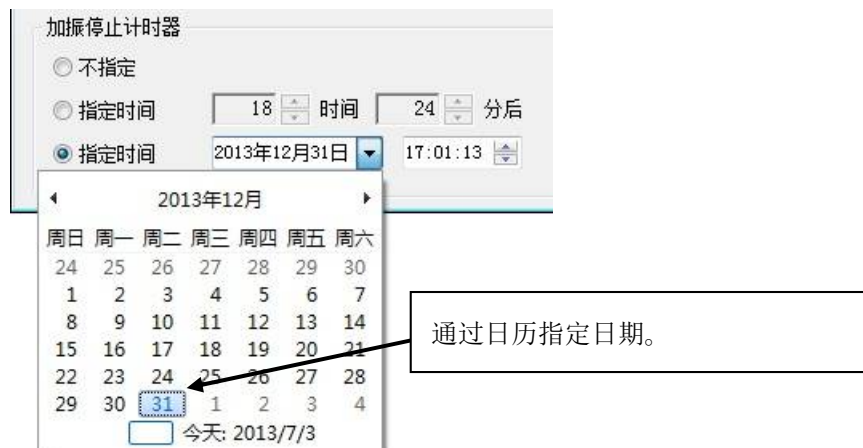 加振停止计时器
不指定
指定时间 18 时间 24 分后
指定时间 2013年12月31日 17:01:13
2013年12月
周日 周一 周二 周三 周四 周五 周六
24 25 26 27 28 29 30
1 2 3 4 5 6 7
8 9 10 11 12 13 14
通过日历指定日期。
15 16 17 18 19 20 21
22 23 24 25 26 27 28
29 30 31 1 2 3 4
今天: 2013/7/3